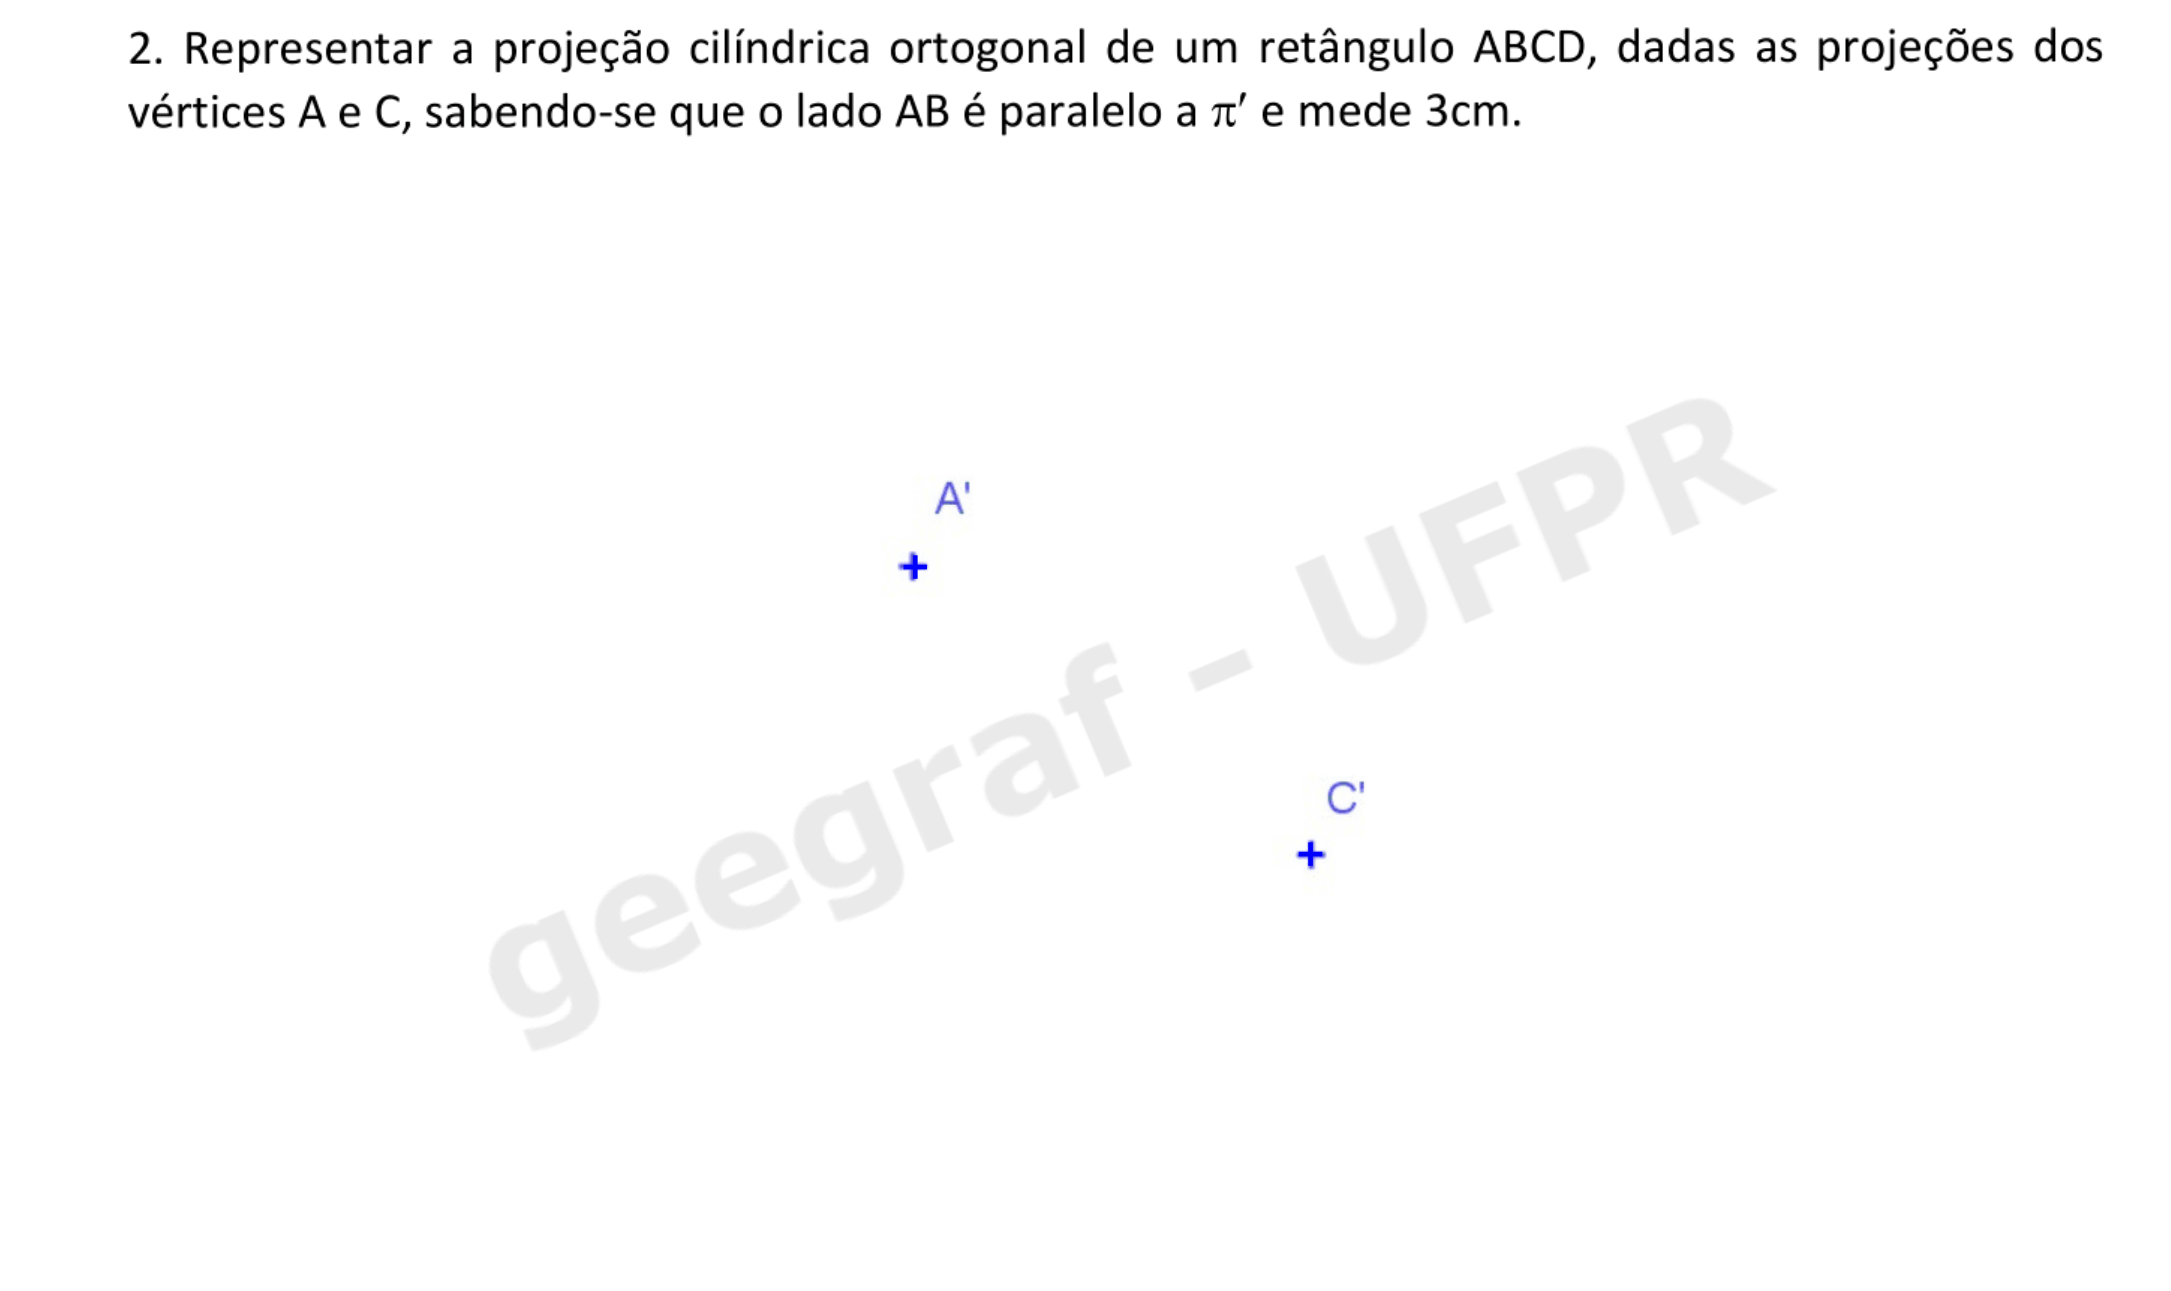 2. Representar a projeção cilíndrica ortogonal de um retângulo ABCD, dadas as projeções dos
vértices A e C, sabendo-se que o lado AB é paralelo a π′ e mede 3cm.
A'
geegraf - UFPR
C'